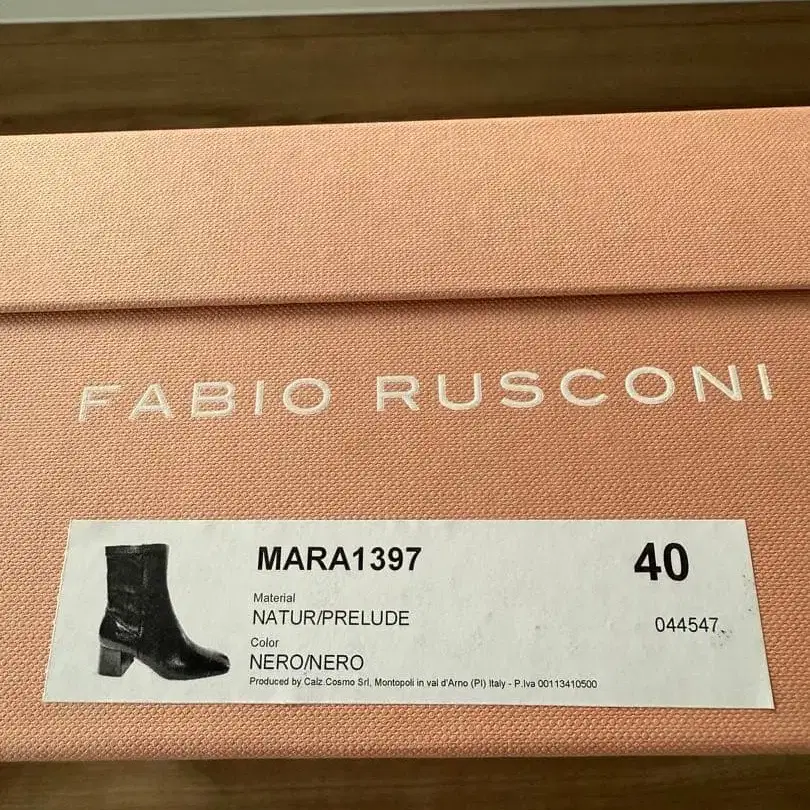 FABIO RUSCONI
MARA1397
40
Material
NATUR/PRELUDE
044547
Color
NERO/NERO
Produced by Calz.Cosmo Srl, Montopoli in val d'Arno (PI) Italy - P.Iva 00113410500